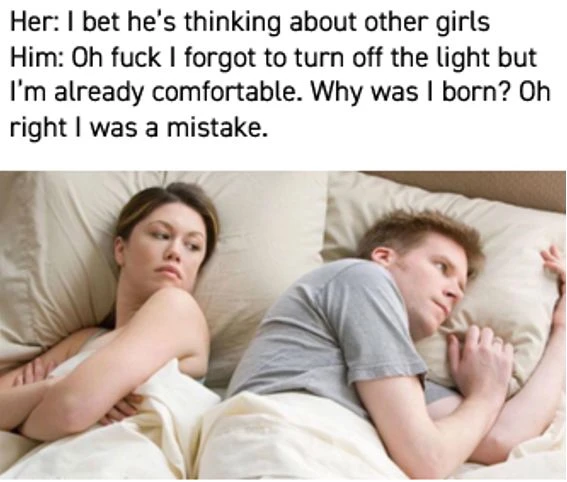 Her: I bet he's thinking about other girls
Him: Oh fuck I forgot to turn off the light but
I'm already comfortable. Why was I born? Oh
right I was a mistake.